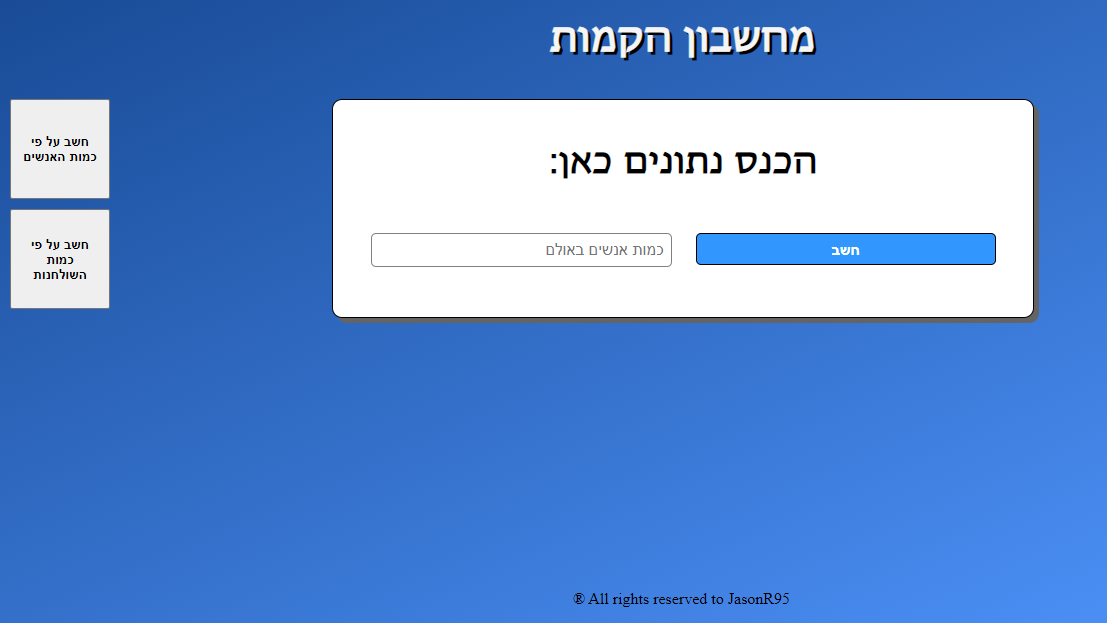 מחשבון הקמות
חשב על פי
כמות האנשים
חשב על פי
כמות
השולחנות
הכנס נתונים כאן:
כמות אנשים באולם
חשב
® All rights reserved to JasonR95